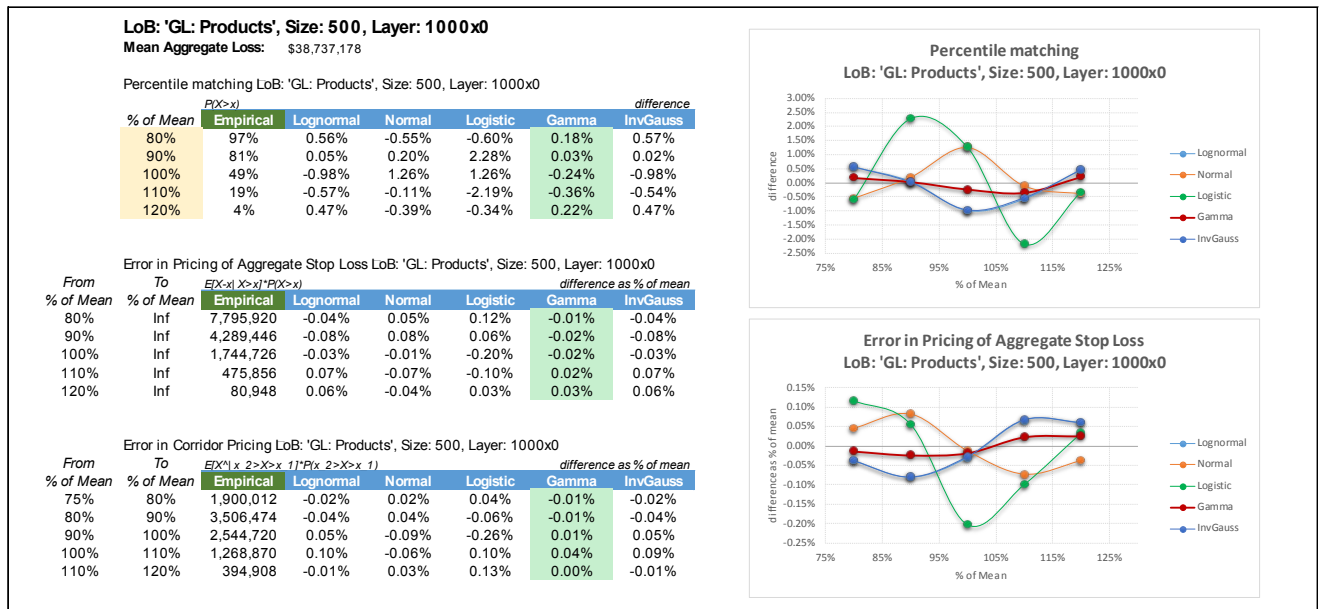 LoB: 'GL: Products', Size: 500, Layer: 1000x0
Mean Aggregate Loss: $38,737,178
Percentile matching LoB: 'GL: Products', Size: 500, Layer: 1000x0
P(X>x) difference
% of Mean Empirical Lognormal Normal Logistic Gamma InvGauss
80% 97% 0.56% -0.55% -0.60% 0.18% 0.57%
90% 81% 0.05% 0.20% 2.28% 0.03% 0.02%
100% 49% -0.98% 1.26% 1.26% -0.24% -0.98%
110% 19% -0.57% -0.11% -2.19% -0.36% -0.54%
120% 4% 0.47% -0.39% -0.34% 0.22% 0.47%
Error in Pricing of Aggregate Stop Loss LoB: 'GL: Products', Size: 500, Layer: 1000x0
From To E[X-x| X>x]*P(X>x) difference as % of mean
% of Mean % of Mean Empirical Lognormal Normal Logistic Gamma InvGauss
80% Inf 7,795,920 -0.04% 0.05% 0.12% -0.01% -0.04%
90% Inf 4,289,446 -0.08% 0.08% 0.06% -0.02% -0.08%
100% Inf 1,744,726 -0.03% -0.01% -0.20% -0.02% -0.03%
110% Inf 475,856 0.07% -0.07% -0.10% 0.02% 0.07%
120% Inf 80,948 0.06% -0.04% 0.03% 0.03% 0.06%
Error in Corridor Pricing LoB: 'GL: Products', Size: 500, Layer: 1000x0
From To E[X^| x_2>X>x_1]*P(x_2>X>x_1) difference as % of mean
% of Mean % of Mean Empirical Lognormal Normal Logistic Gamma InvGauss
75% 80% 1,900,012 -0.02% 0.02% 0.04% -0.01% -0.02%
80% 90% 3,506,474 -0.04% 0.04% -0.06% -0.01% -0.04%
90% 100% 2,544,720 0.05% -0.09% -0.26% 0.01% 0.05%
100% 110% 1,268,870 0.10% -0.06% 0.10% 0.04% 0.09%
110% 120% 394,908 -0.01% 0.03% 0.13% 0.00% -0.01%
Percentile matching
LoB: 'GL: Products', Size: 500, Layer: 1000x0
3.00%
2.50%
2.00%
1.50%
1.00%
0.50%
0.00%
-0.50%
-1.00%
-1.50%
-2.00%
-2.50%
difference
75% 85% 95% 105% 115% 125%
% of Mean
Lognormal
Normal
Logistic
Gamma
InvGauss
Error in Pricing of Aggregate Stop Loss
LoB: 'GL: Products', Size: 500, Layer: 1000x0
0.15%
0.10%
0.05%
0.00%
-0.05%
-0.10%
-0.15%
-0.20%
-0.25%
differences as % of mean
75% 85% 95% 105% 115% 125%
% of Mean
Lognormal
Normal
Logistic
Gamma
InvGauss